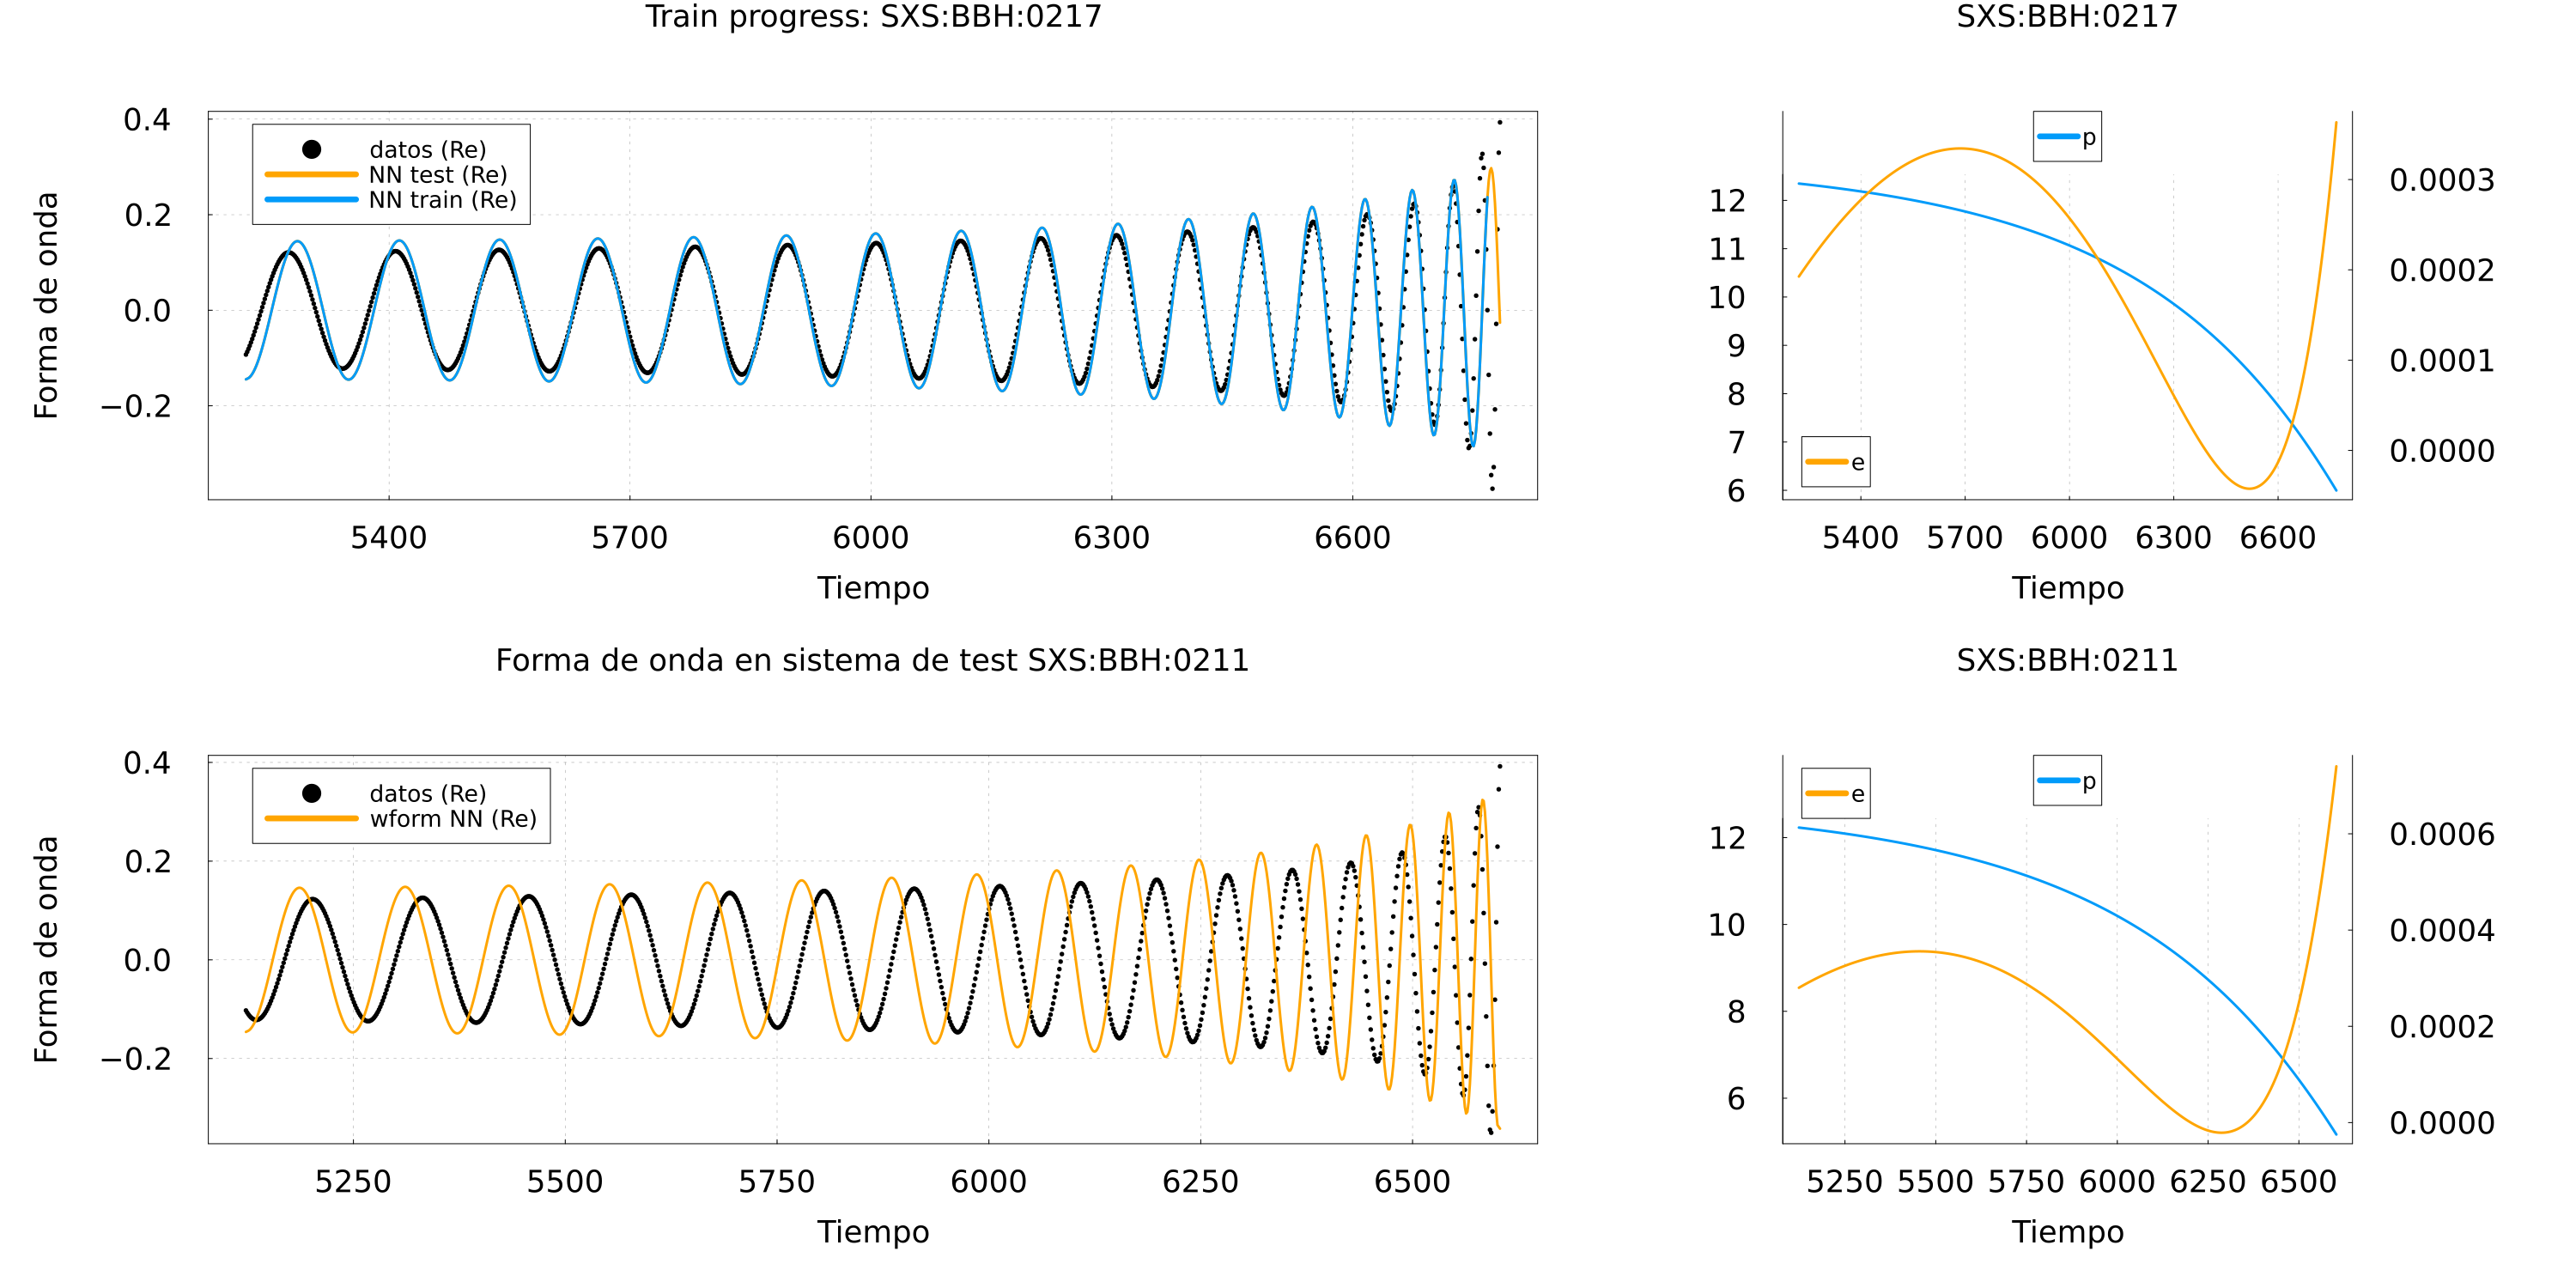 Train progress: SXS:BBH:0217
0.4
0.2
0.0
−0.2
Forma de onda
datos (Re)
NN test (Re)
NN train (Re)
5400 5700 6000 6300 6600
Tiempo
SXS:BBH:0217
12
11
10
9
8
7
6
p
e
0.0003
0.0002
0.0001
0.0000
5400 5700 6000 6300 6600
Tiempo
Forma de onda en sistema de test SXS:BBH:0211
0.4
0.2
0.0
−0.2
Forma de onda
datos (Re)
wform NN (Re)
5250 5500 5750 6000 6250 6500
Tiempo
SXS:BBH:0211
12
10
8
6
e
p
0.0006
0.0004
0.0002
0.0000
5250 5500 5750 6000 6250 6500
Tiempo